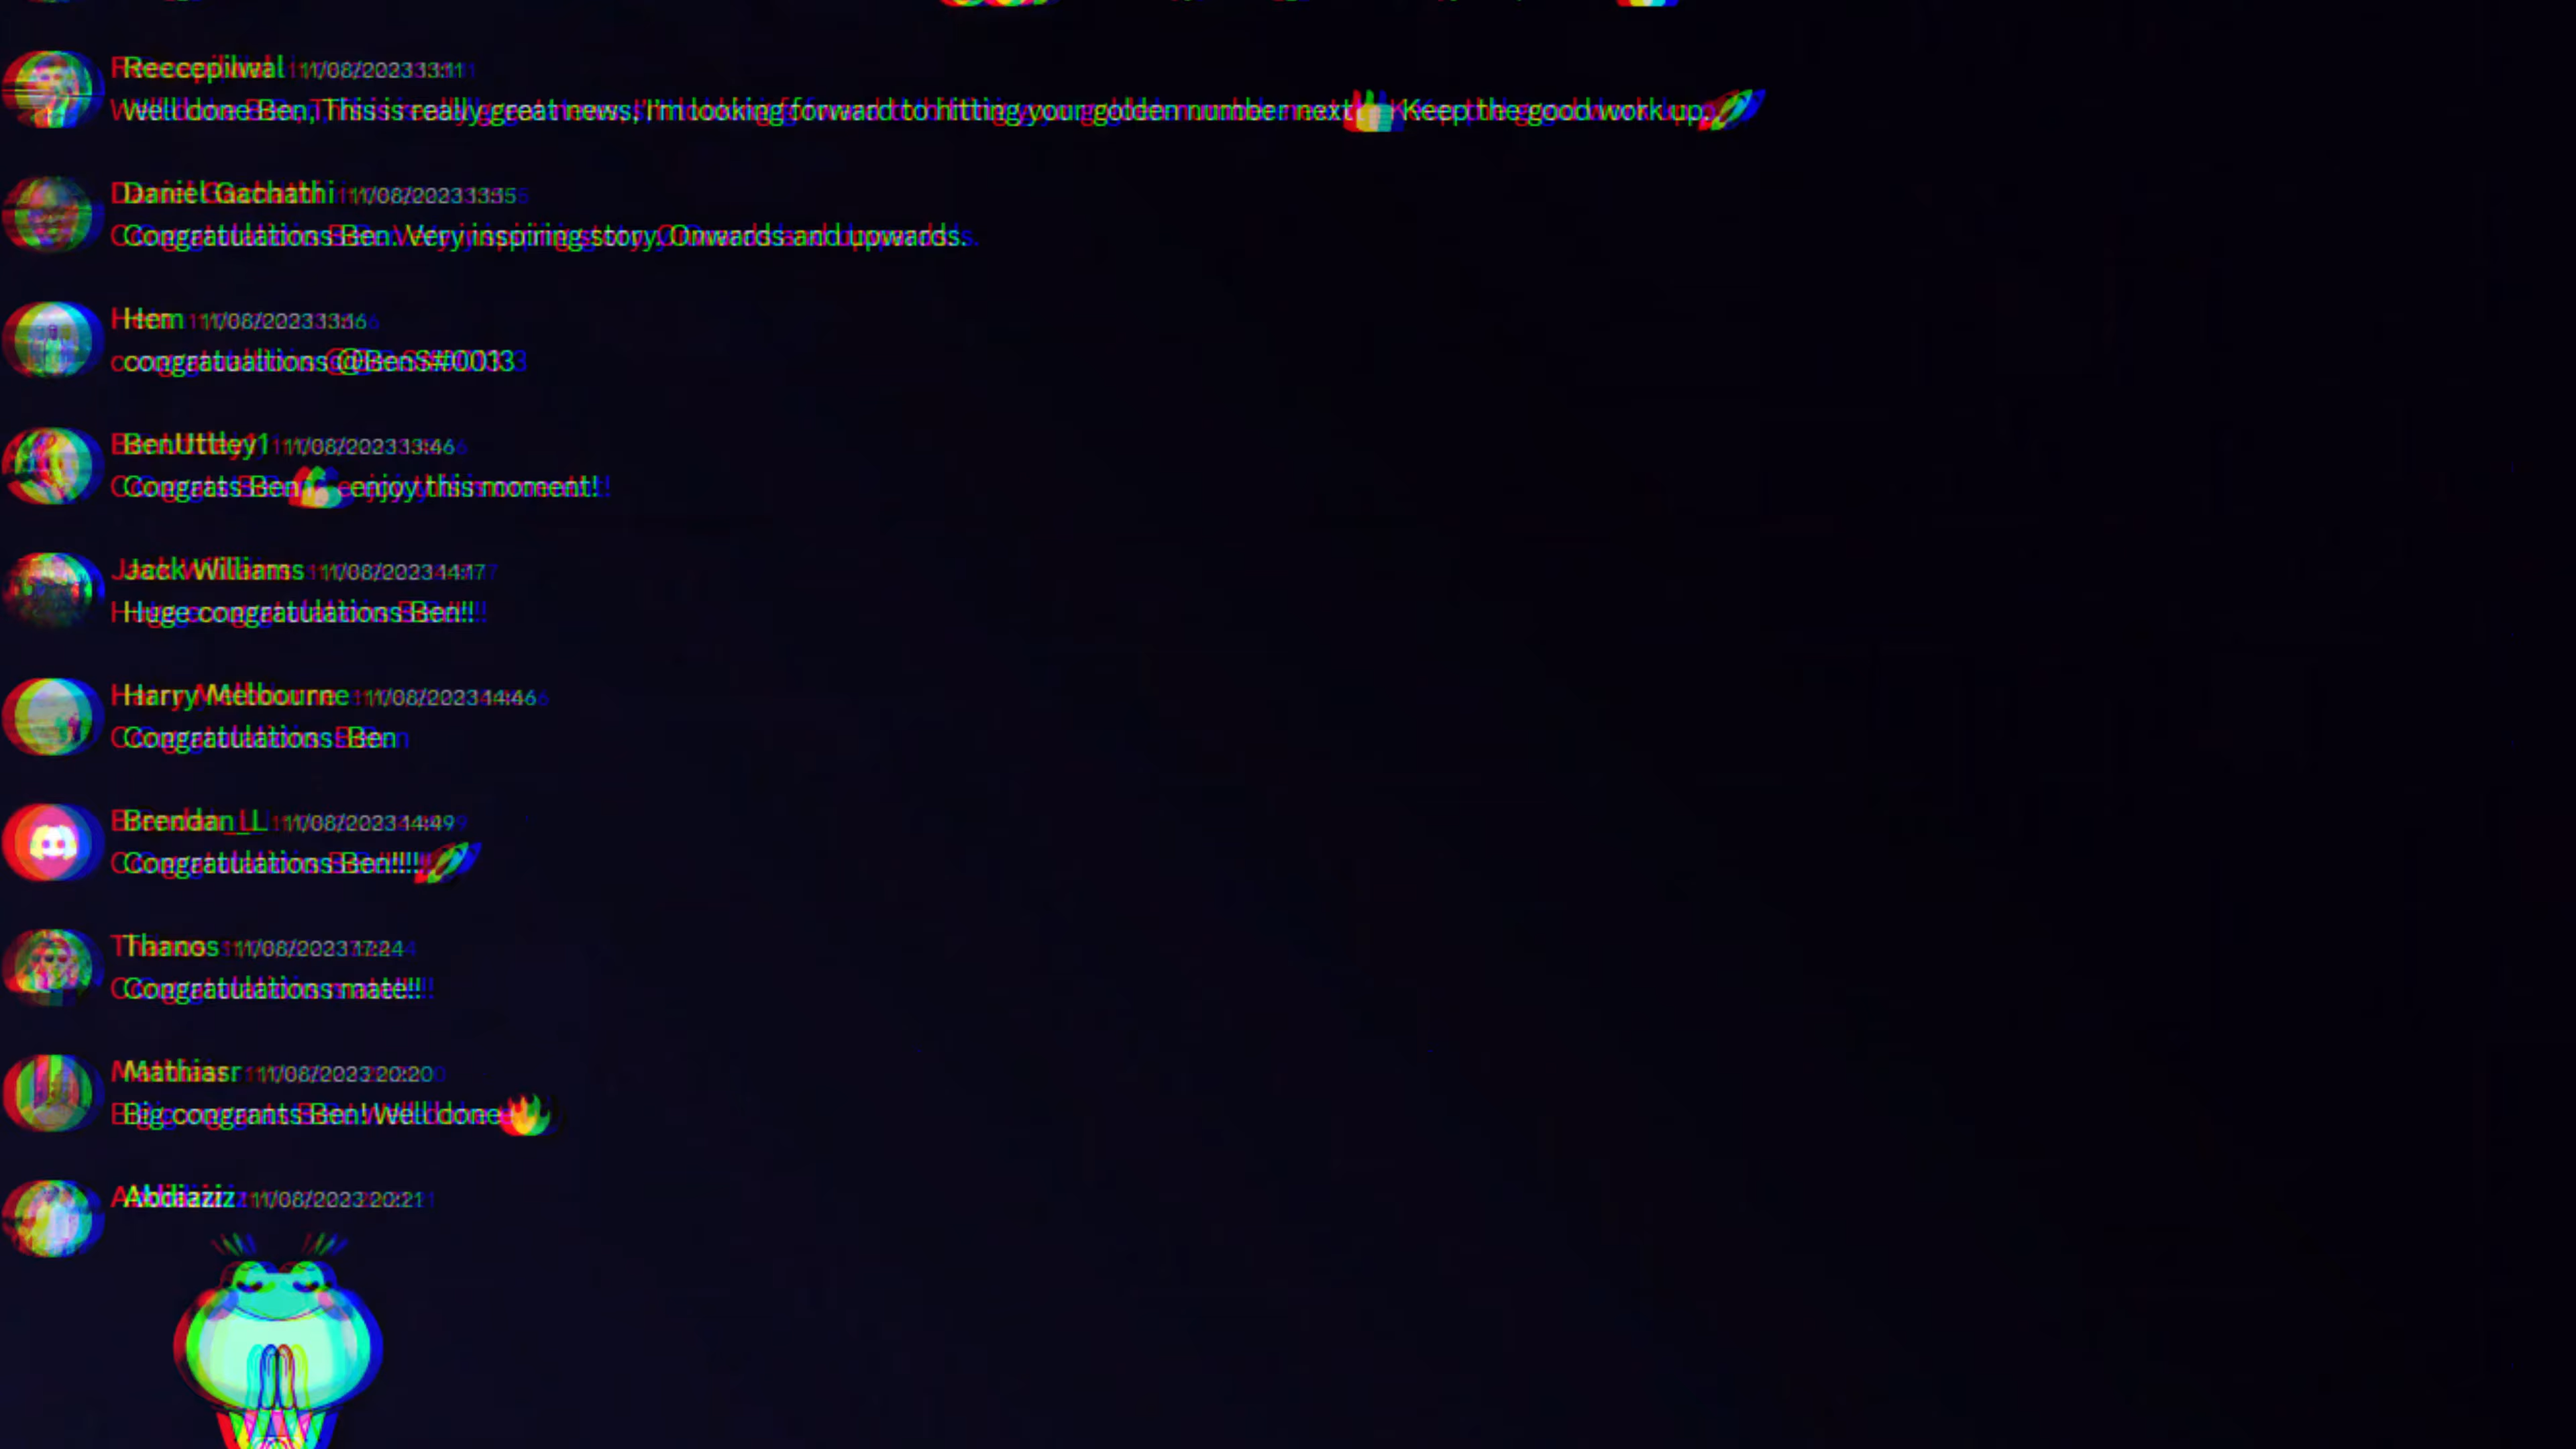 Reecepilwal 11/08/2023 13:11
Well done Ben, This is really great news, I'm looking forward to hitting your golden number next Keep the good work up.
Daniel Gachathi 11/08/2023 13:15
Congratulations Ben. Very inspiring story. Onwards and upwards.
Hem 11/08/2023 13:16
congratualtions @BenS#0013
BenUttley1 11/08/2023 13:46
Congrats Ben enjoy this moment!
Jack Williams 11/08/2023 14:17
Huge congratulations Ben!!
Harry Melbourne 11/08/2023 14:46
Congratulations Ben
Brendan_L 11/08/2023 14:49
Congratulations Ben!!!!
Thanos 11/08/2023 17:24
Congratulations mate!!
Mathiasr 11/08/2023 20:20
Big congrants Ben! Well done
Abdiaziz 11/08/2023 20:21